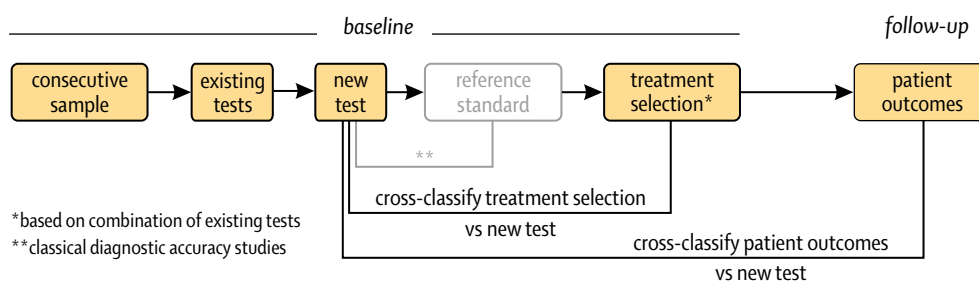 baseline
follow-up
consecutive
sample
existing
tests
new
test
reference
standard
treatment
selection*
patient
outcomes
**
cross-classify treatment selection
vs new test
*based on combination of existing tests
**classical diagnostic accuracy studies
cross-classify patient outcomes
vs new test